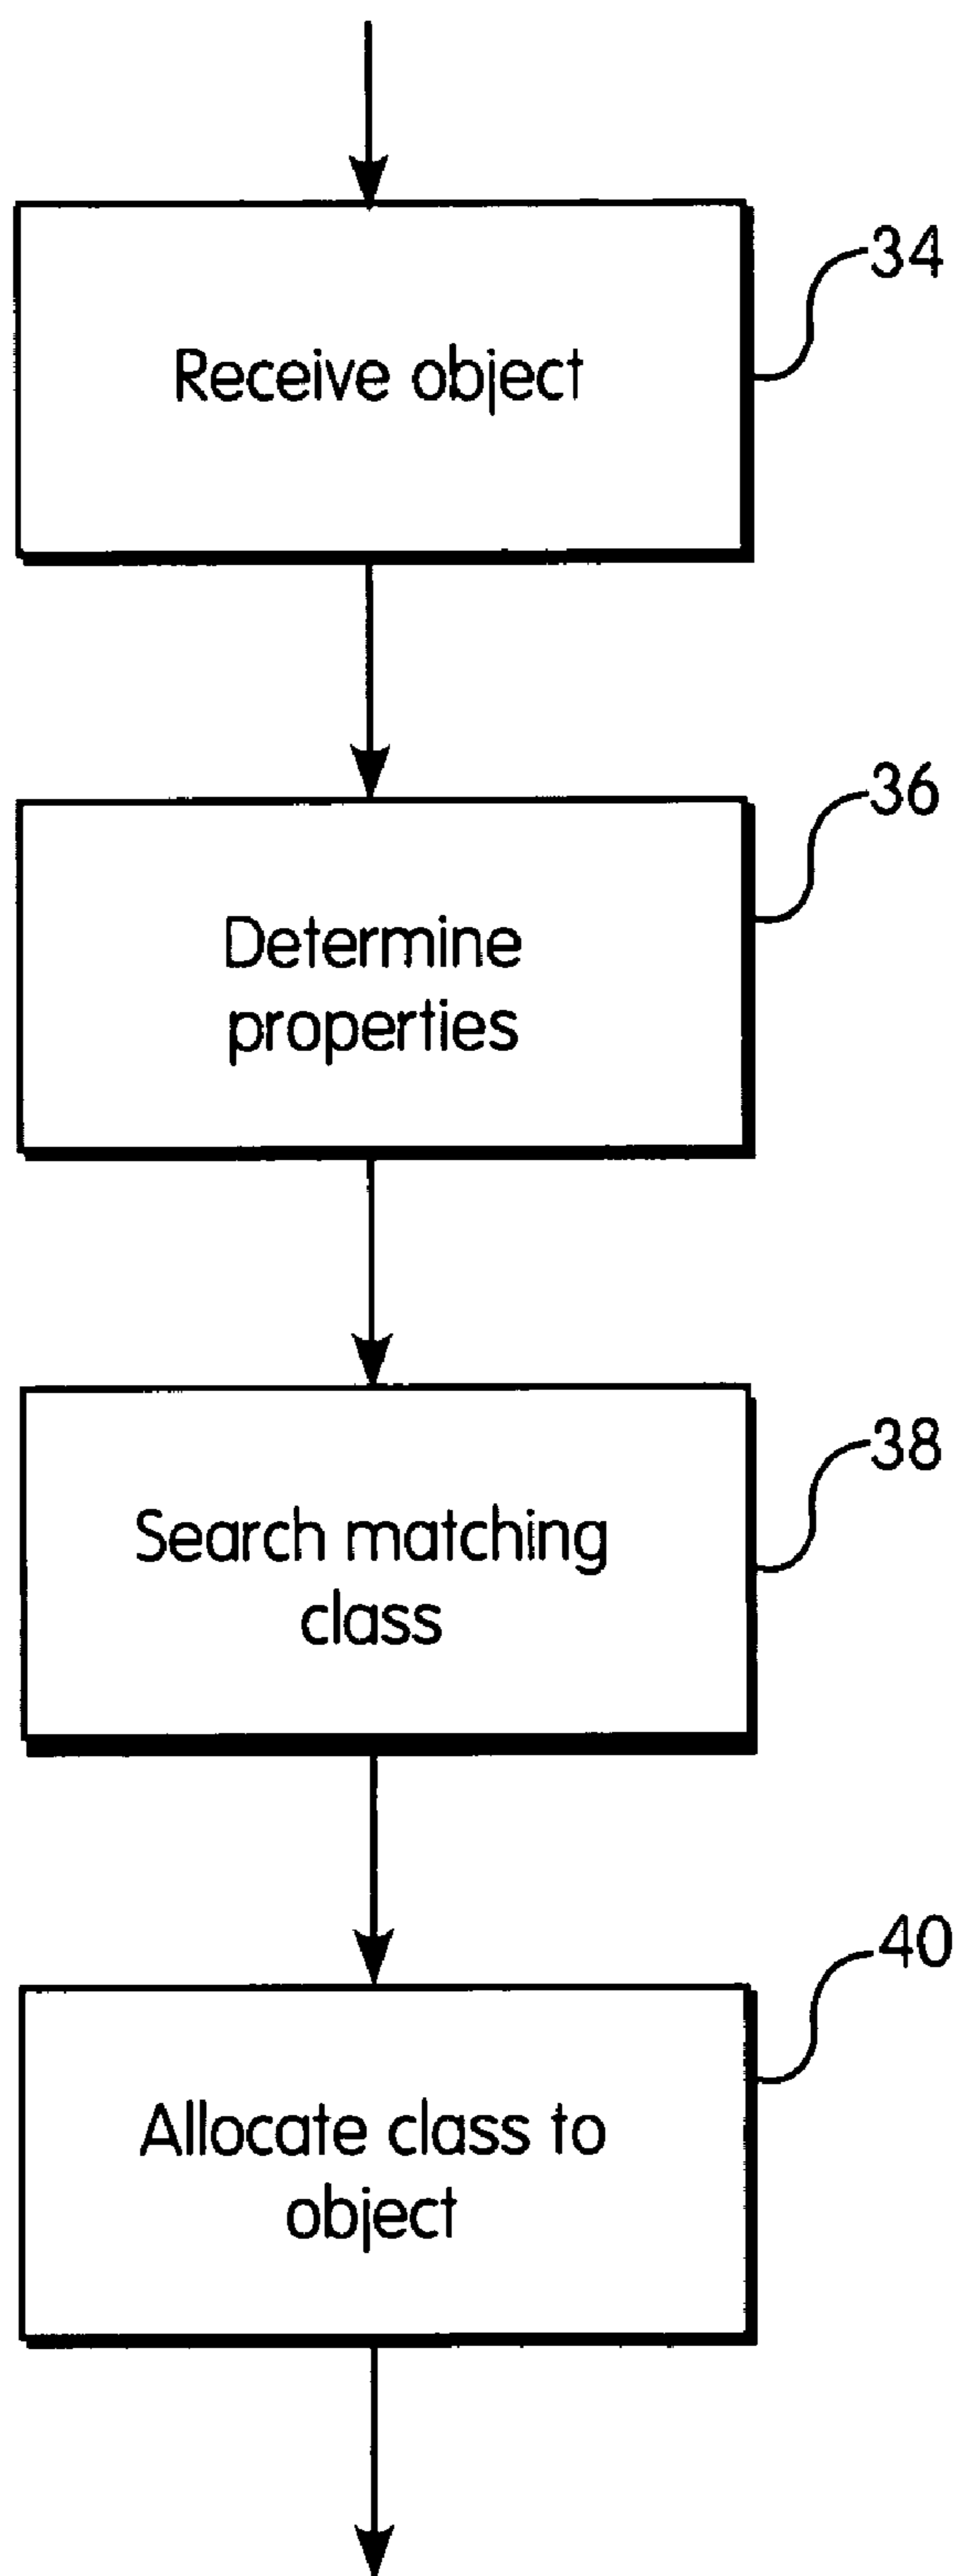 34
Receive object
36
Determine
properties
38
Search matching
class
40
Allocate class to
object